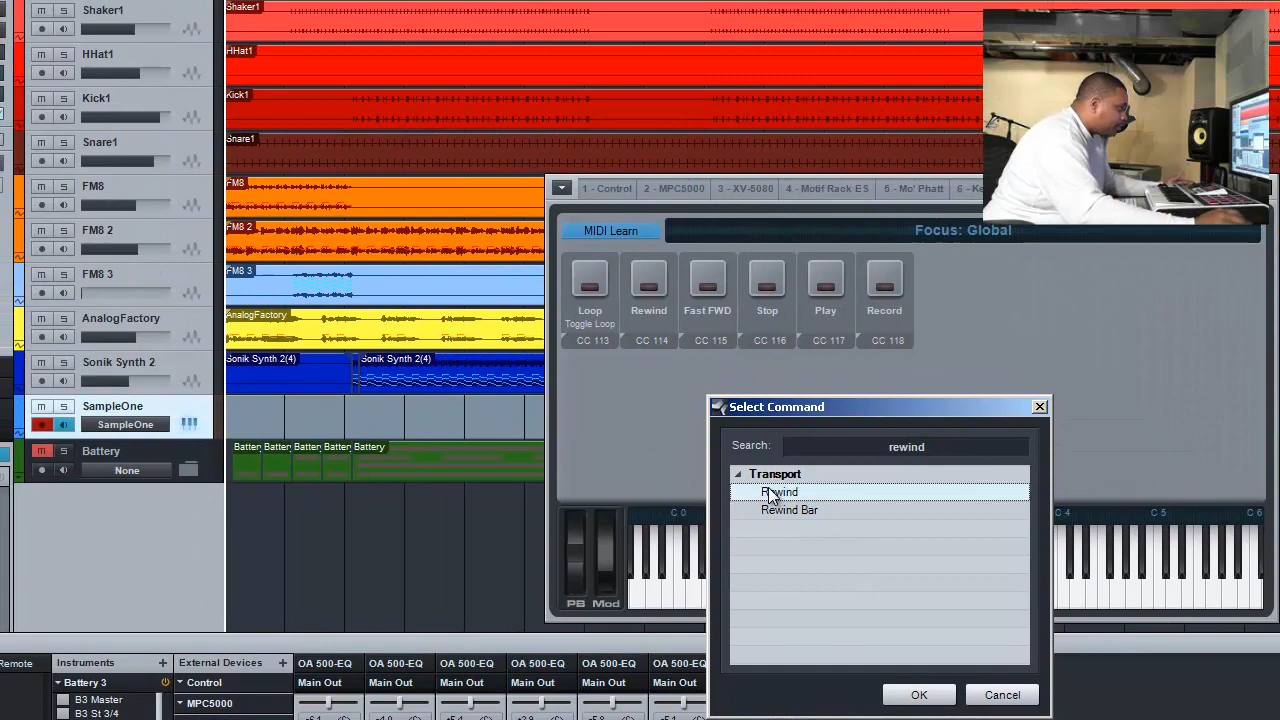 Shaker1
Shaker1
M S
HHat1
HHat1
M S
Kick1
Kick1
M S
Snare1
Snare1
M S
FM8
FM8
M S
FM8 2
FM8 2
M S
FM8 3
FM8 3
M S
AnalogFactory
AnalogFactory
M S
Sonik Synth 2
Sonik Synth 2(4)
Sonik Synth 2(4)
M S
SampleOne
M S
SampleOne
Battery
Battery Battery Battery Battery Battery
M S
None
1 - Control
2 - MPC5000
3 - XV-5080
4 - Motif Rack ES
5 - Mo' Phatt
MIDI Learn
Focus: Global
Loop
Rewind
Fast FWD
Stop
Play
Record
Toggle Loop
CC 113
CC 114
CC 115
CC 116
CC 117
CC 118
Select Command
Search:
rewind
Transport
Rewind
Rewind Bar
OK
Cancel
C 0
C 4
C 5
C 6
PB Mod
Remote
Instruments +
External Devices +
OA 500-EQ OA 500-EQ OA 500-EQ OA 500-EQ OA 500-EQ OA 500-EQ
Battery 3
Control
Main Out Main Out Main Out Main Out Main Out Main Out
B3 Master
MPC5000
B3 St 3/4